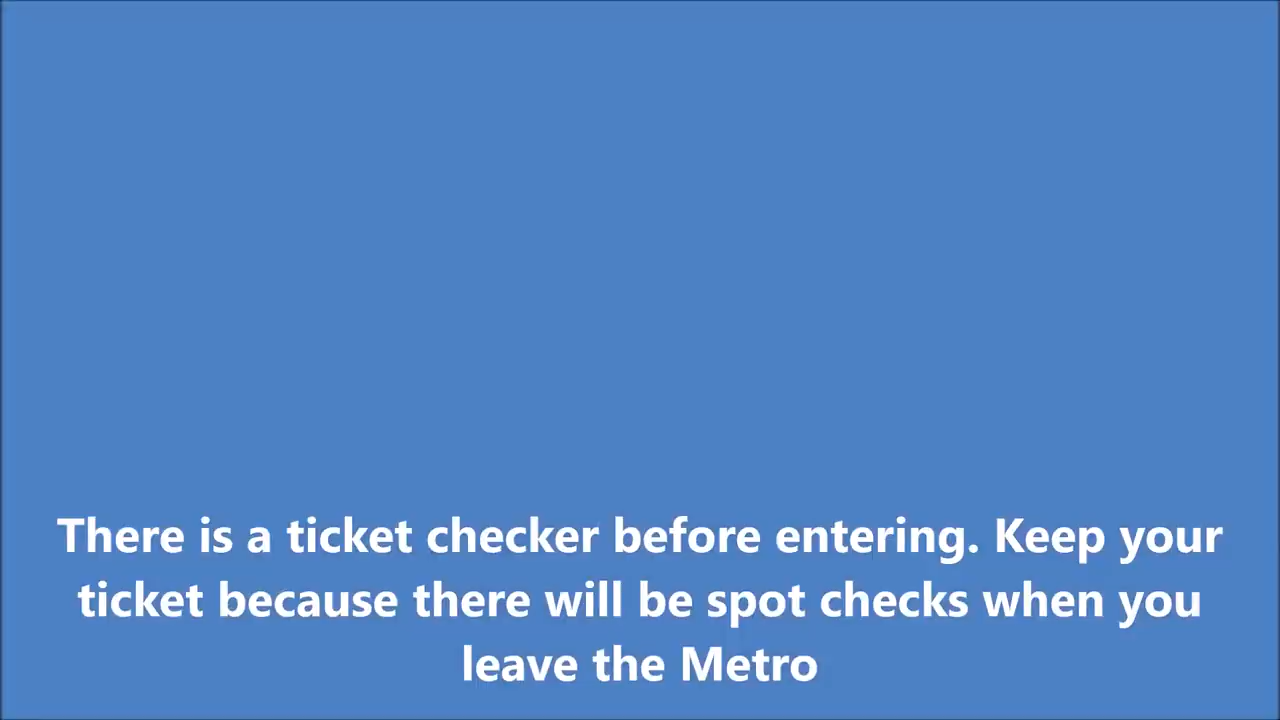 There is a ticket checker before entering. Keep your
ticket because there will be spot checks when you
leave the Metro